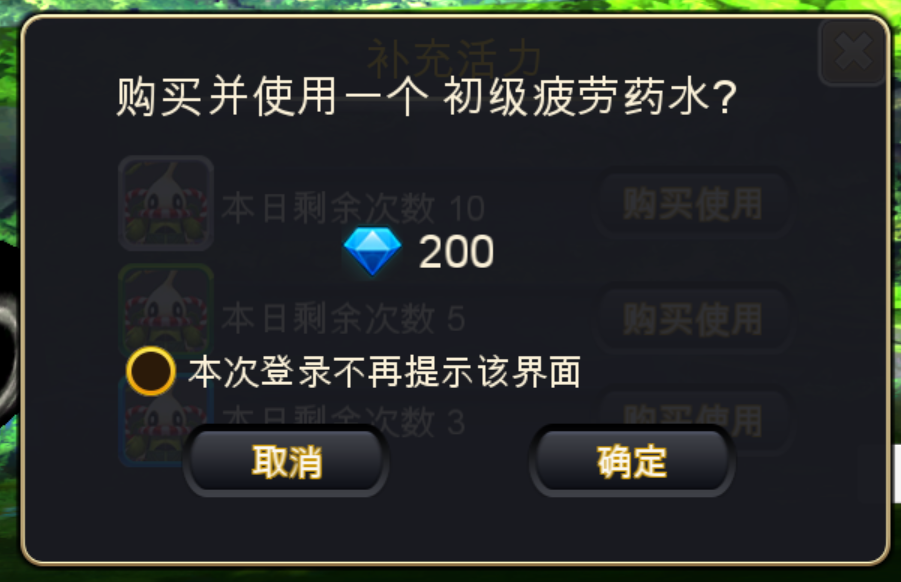 补充活力
购买并使用一个 初级疲劳药水?
本日剩余次数 10
购买使用
200
本日剩余次数 5
购买使用
本次登录不再提示该界面
本日剩余次数 3
购买使用
取消
确定